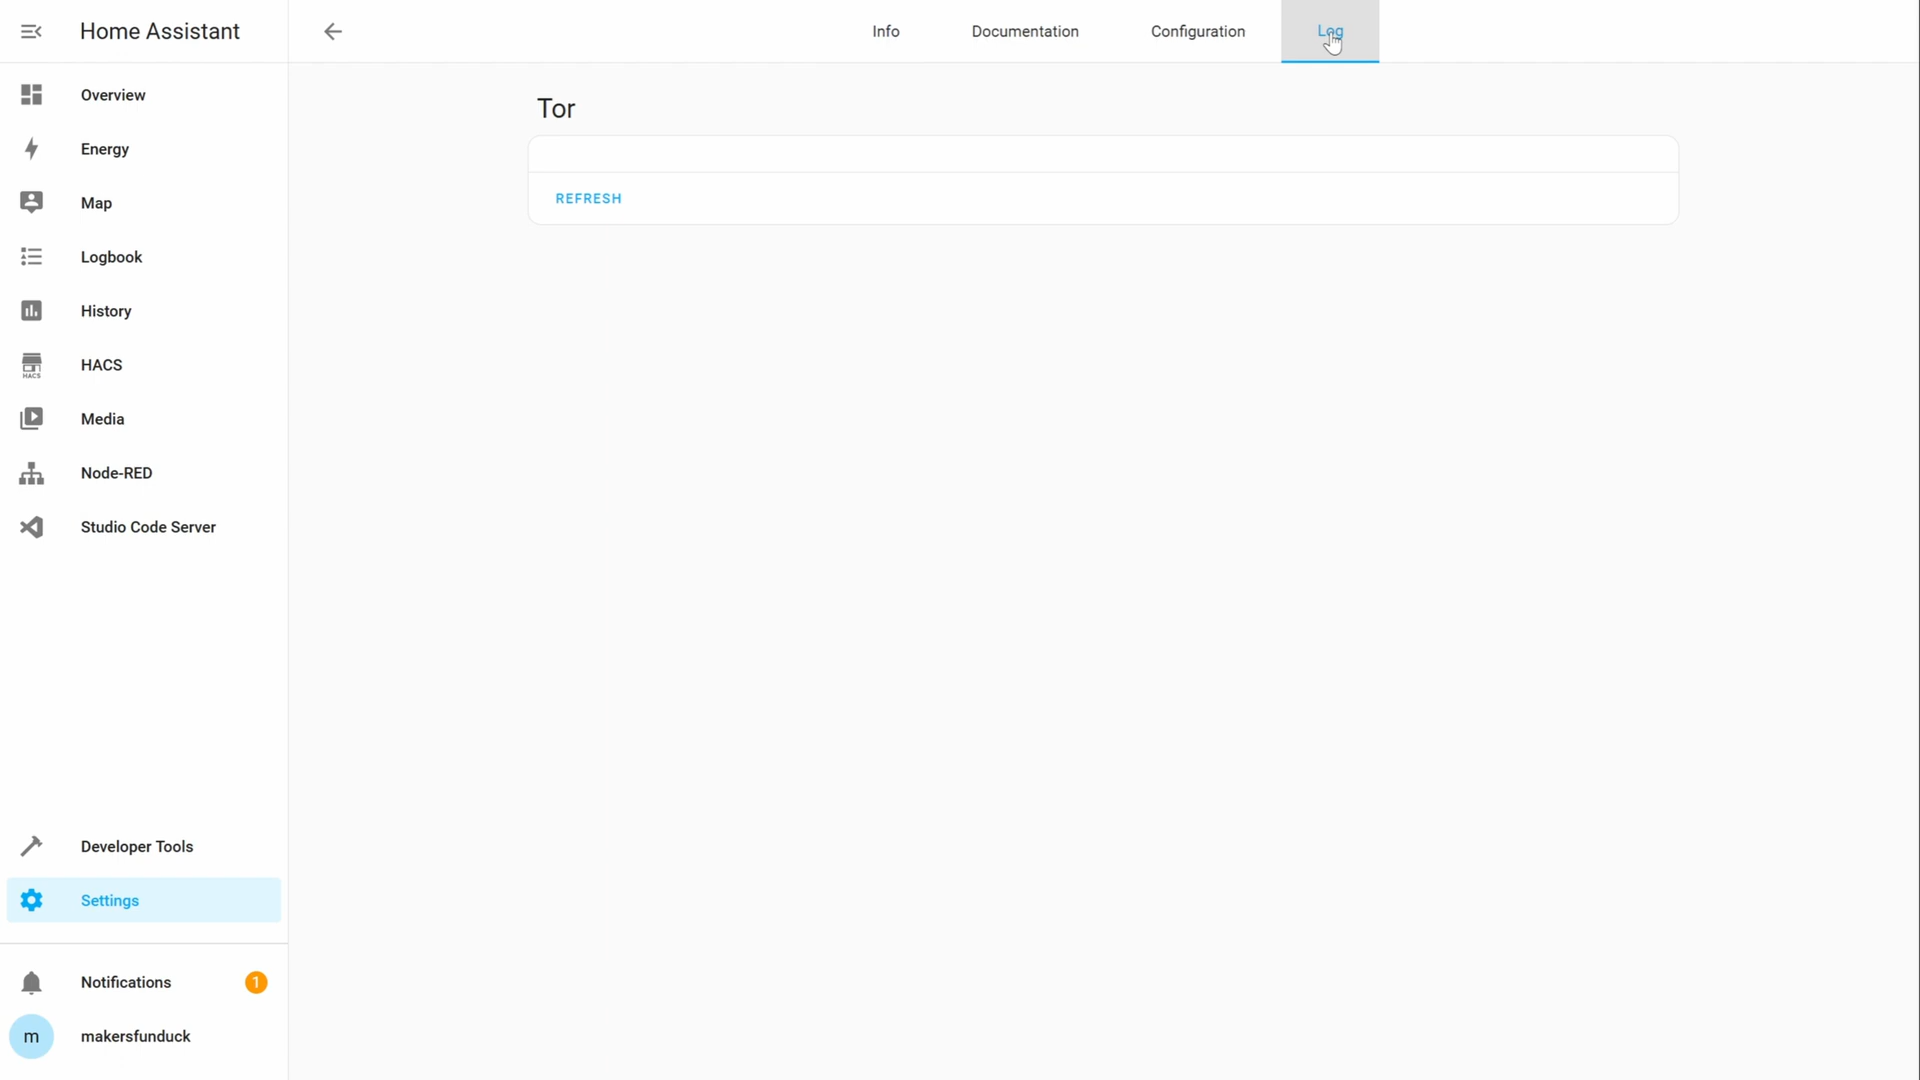 Home Assistant
Info
Documentation
Configuration
Log
Overview
Energy
Map
Logbook
History
HACS
HACS
Media
Node-RED
Studio Code Server
Tor
REFRESH
Developer Tools
Settings
Notifications
1
m
makersfunduck